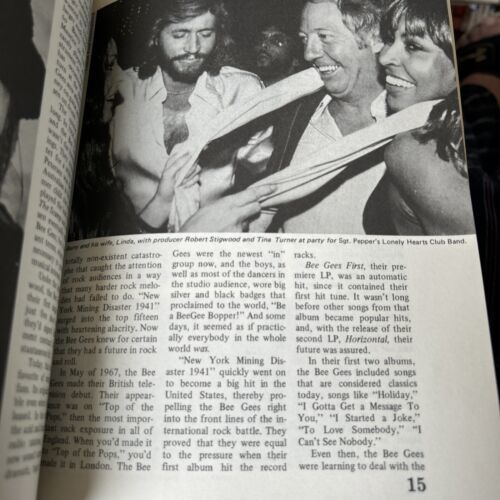 Barry and his wife, Linda, with producer Robert Stigwood and Tina Turner at party for Sgt. Pepper's Lonely Hearts Club Band.
totally non-existent catastro-
phe that caught the attention
of rock audiences in a way
that many harder rock melo-
dies had failed to do. "New
York Mining Disaster 1941"
surged into the top fifteen
with heartening alacrity. Now
the Bee Gees knew for certain
that they had a future in rock
and roll.
In May of 1967, the Bee
Gees made their British tele-
vision debut. Their appear-
ance was on "Top of the
Pops," then the most impor-
tant rock exposure in all of
England. When you'd made it
to "Top of the Pops," you'd
made it in London. The Bee
Gees were the newest "in"
group now, and the boys, as
well as most of the dancers in
the studio audience, wore big
silver and black badges that
proclaimed to the world, "Be
a BeeGee Bopper!" And some
days, it seemed as if practic-
ally everybody in the whole
world was.
"New York Mining Dis-
aster 1941" quickly went on
to become a big hit in the
United States, thereby pro-
pelling the Bee Gees right
into the front lines of the in-
ternational rock battle. They
proved that they were equal
to the pressure when their
first album hit the record
racks.
Bee Gees First, their pre-
miere LP, was an automatic
hit, since it contained their
first hit tune. It wasn't long
before other songs from that
album became popular hits,
and, with the release of their
second LP, Horizontal, their
future was assured.
In their first two albums,
the Bee Gees included songs
that are considered classics
today, songs like "Holiday,"
"I Gotta Get a Message To
You," "I Started a Joke,"
"To Love Somebody," "I
Can't See Nobody."
Even then, the Bee Gees
were learning to deal with the
15